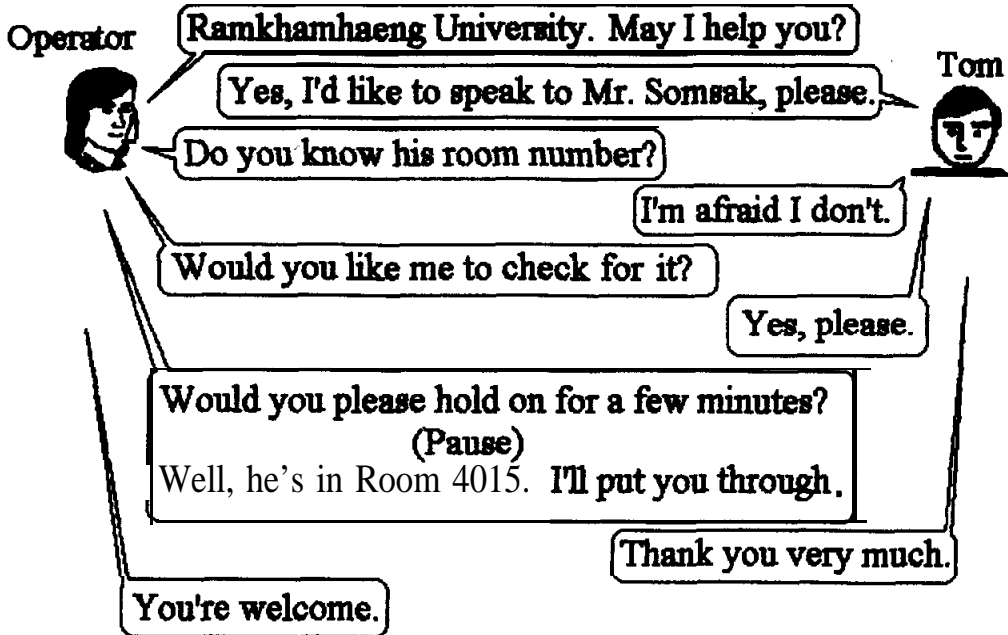 Operator
Ramkhamhaeng University. May I help you?
Tom
Yes, I'd like to speak to Mr. Somsak, please.
Do you know his room number?
I'm afraid I don't.
Would you like me to check for it?
Yes, please.
Would you please hold on for a few minutes?
(Pause)
Well, he's in Room 4015. I'll put you through.
Thank you very much.
You're welcome.